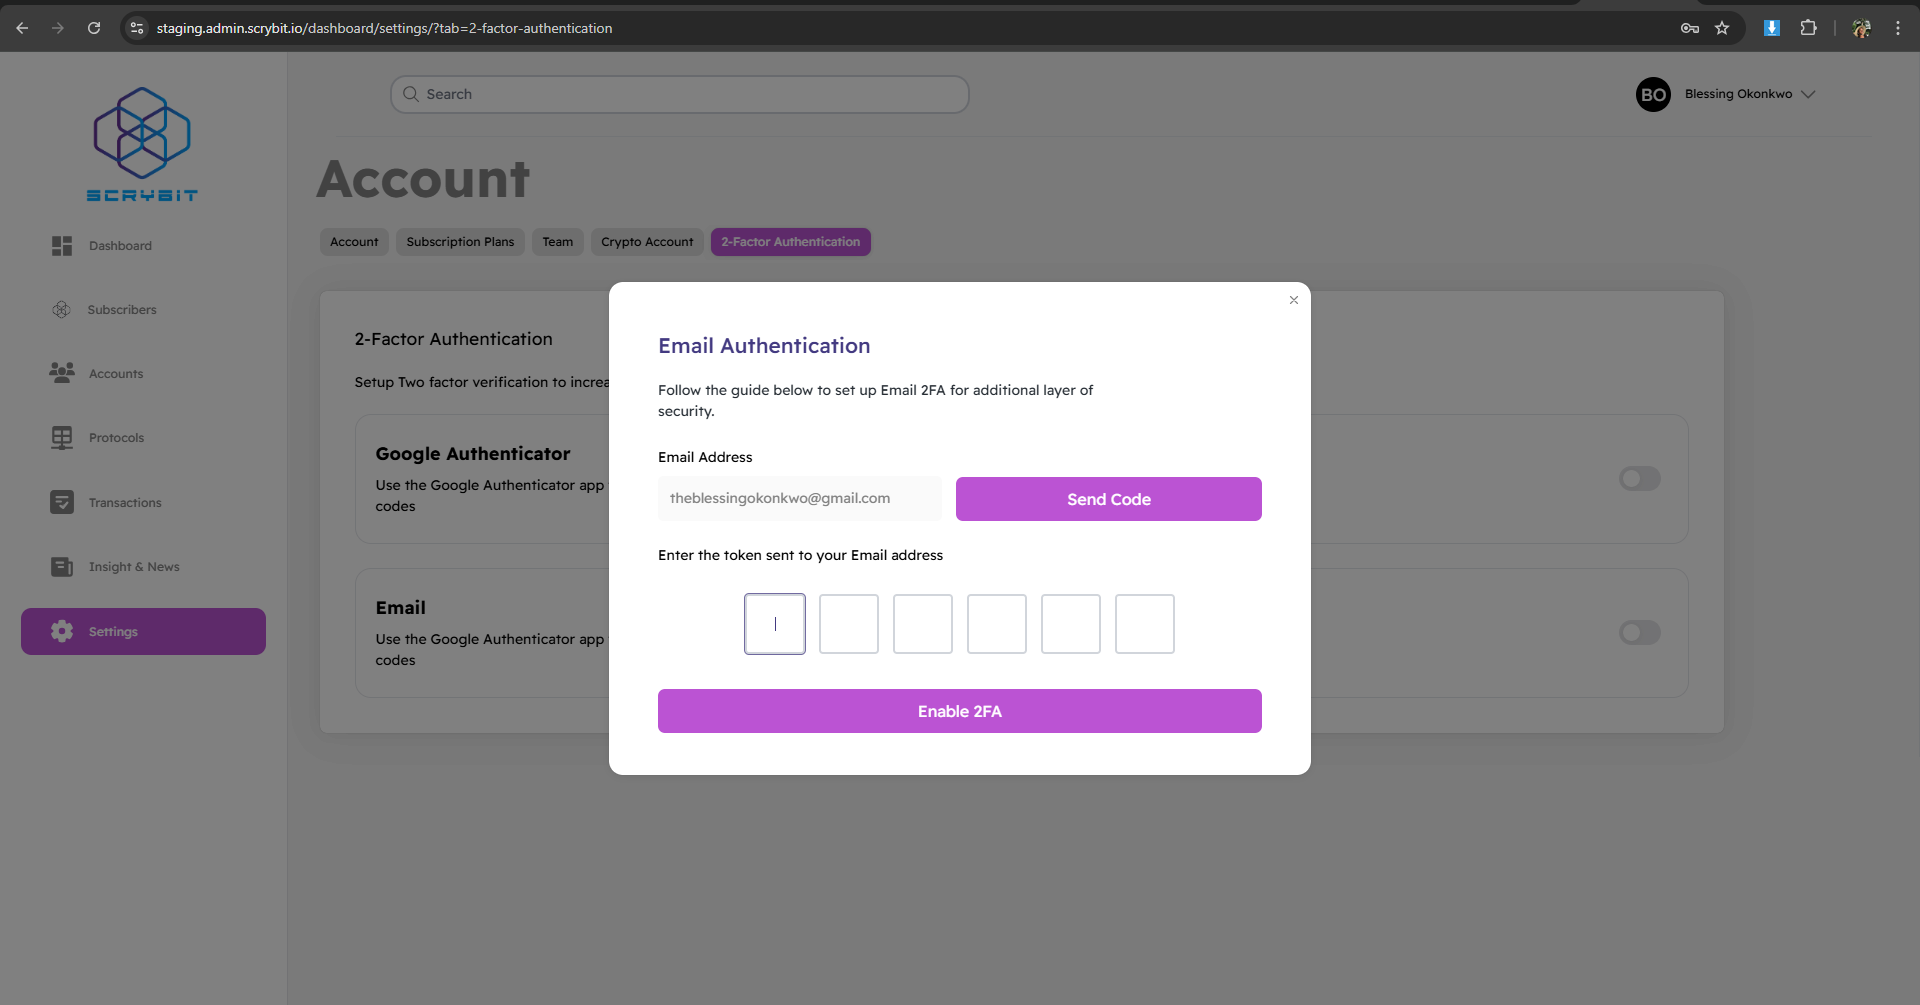 staging.admin.scrybit.io/dashboard/settings/?tab=2-factor-authentication
SCRYBIT
Search
BO
Blessing Okonkwo
Account
Account
Subscription Plans
Team
Crypto Account
2-Factor Authentication
Dashboard
Subscribers
Accounts
Protocols
Transactions
Insight & News
Settings
2-Factor Authentication
Setup Two factor verification to increa
Google Authenticator
Use the Google Authenticator app
codes
Email
Use the Google Authenticator app
codes
Email Authentication
Follow the guide below to set up Email 2FA for additional layer of
security.
Email Address
theblessingokonkwo@gmail.com
Send Code
Enter the token sent to your Email address
Enable 2FA